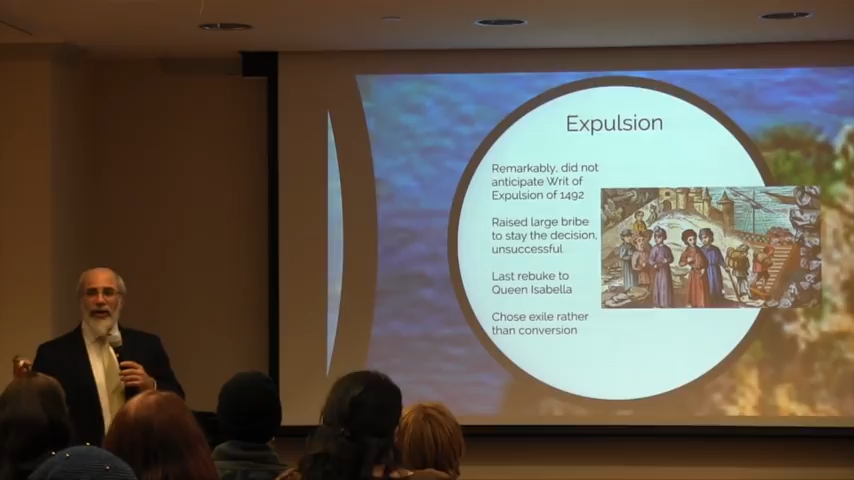 Expulsion
Remarkably, did not
anticipate Writ of
Expulsion of 1492
Raised large bribe
to stay the decision,
unsuccessful
Last rebuke to
Queen Isabella
Chose exile rather
than conversion